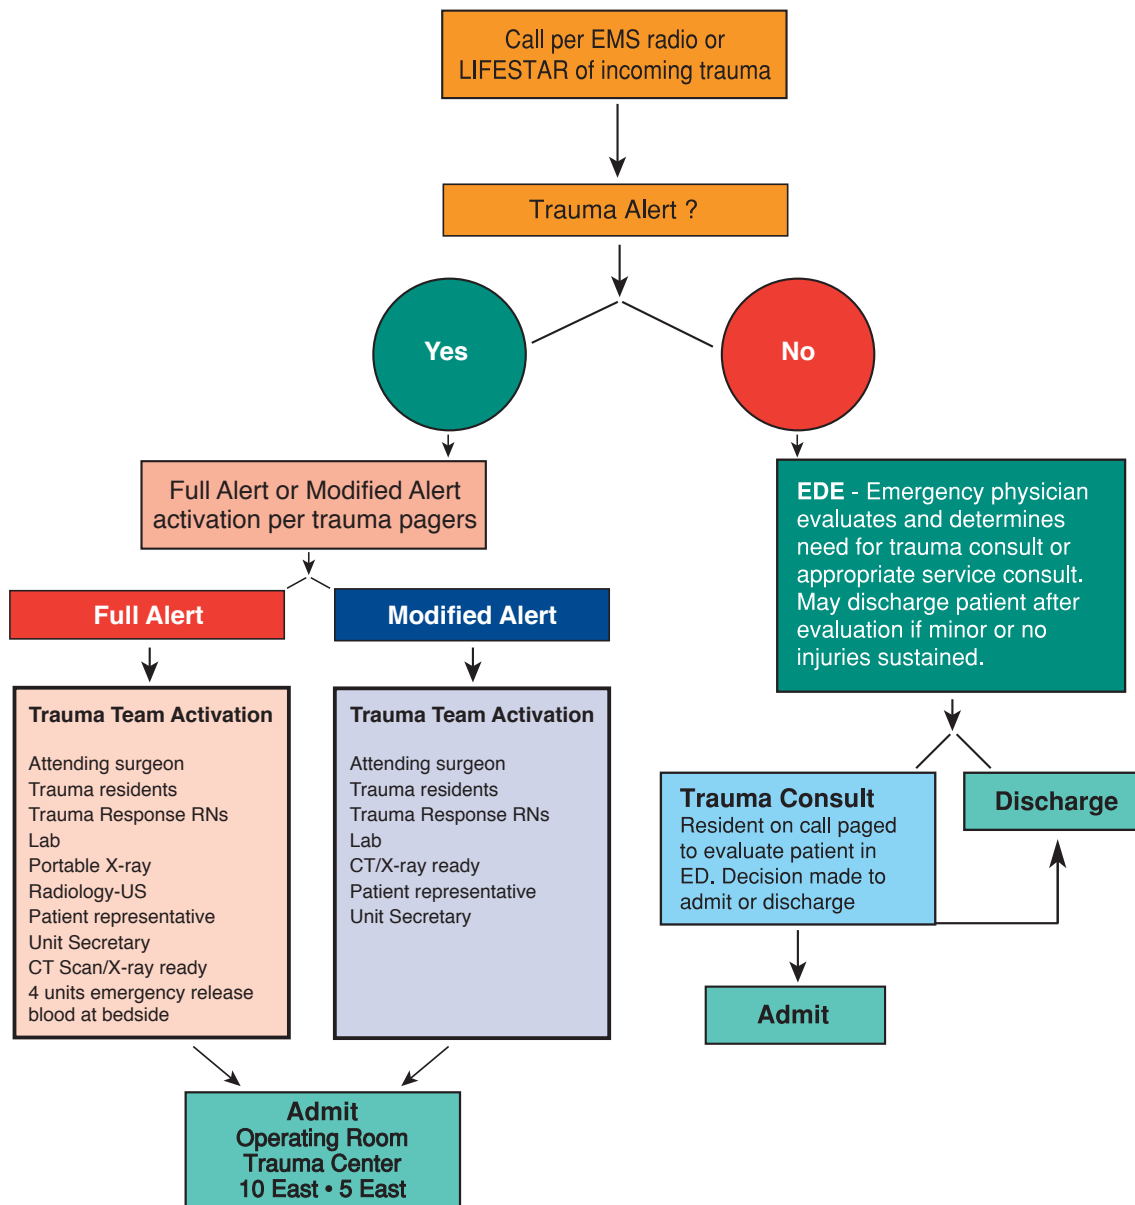 Call per EMS radio or
LIFESTAR of incoming trauma
Trauma Alert ?
Yes
No
Full Alert or Modified Alert
activation per trauma pagers
EDE - Emergency physician
evaluates and determines
need for trauma consult or
appropriate service consult.
May discharge patient after
evaluation if minor or no
injuries sustained.
Full Alert
Modified Alert
Trauma Team Activation
Attending surgeon
Trauma residents
Trauma Response RNs
Lab
Portable X-ray
Radiology-US
Patient representative
Unit Secretary
CT Scan/X-ray ready
4 units emergency release
blood at bedside
Trauma Team Activation
Attending surgeon
Trauma residents
Trauma Response RNs
Lab
CT/X-ray ready
Patient representative
Unit Secretary
Trauma Consult
Resident on call paged
to evaluate patient in
ED. Decision made to
admit or discharge
Discharge
Admit
Admit
Operating Room
Trauma Center
10 East • 5 East